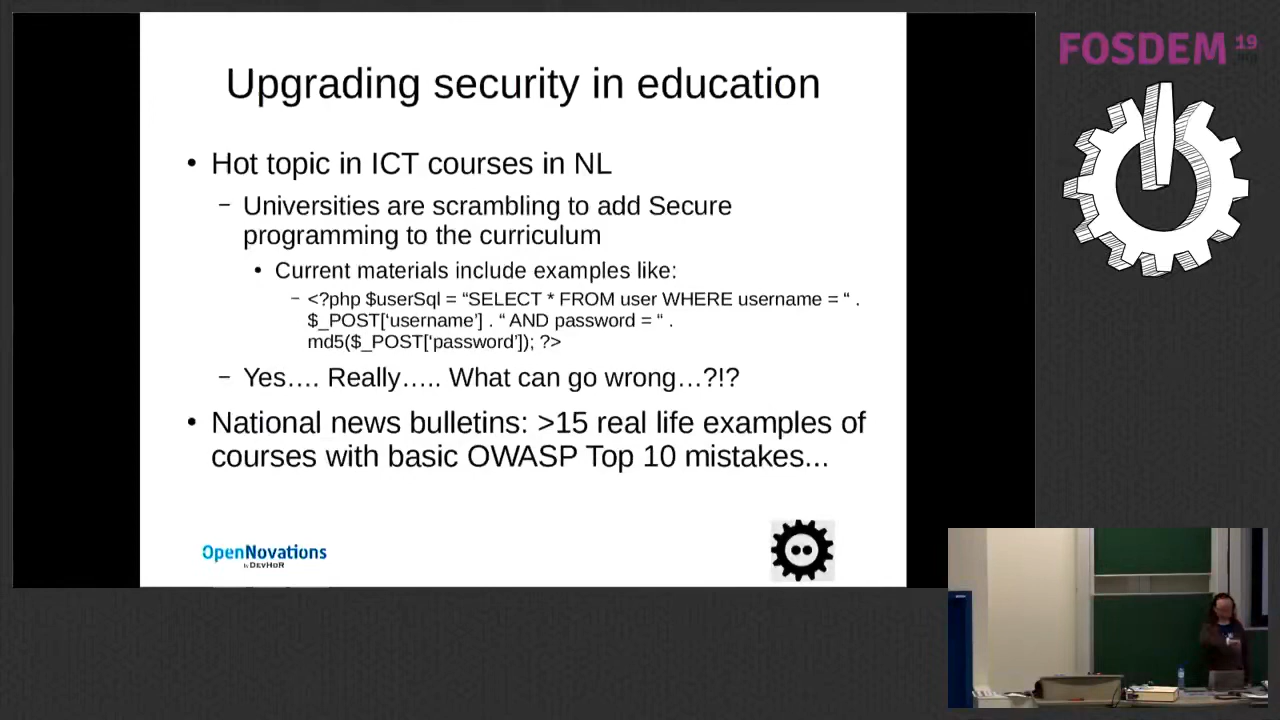 Upgrading security in education
FOSDEM 19
• Hot topic in ICT courses in NL
– Universities are scrambling to add Secure
programming to the curriculum
• Current materials include examples like:
– <?php $userSql = “SELECT * FROM user WHERE username = “ .
$_POST[‘username’] . “ AND password = “ .
md5($_POST[‘password’]); ?>
– Yes…. Really….. What can go wrong…?!?
• National news bulletins: >15 real life examples of
courses with basic OWASP Top 10 mistakes...
OpenNovations
by DEVHOR